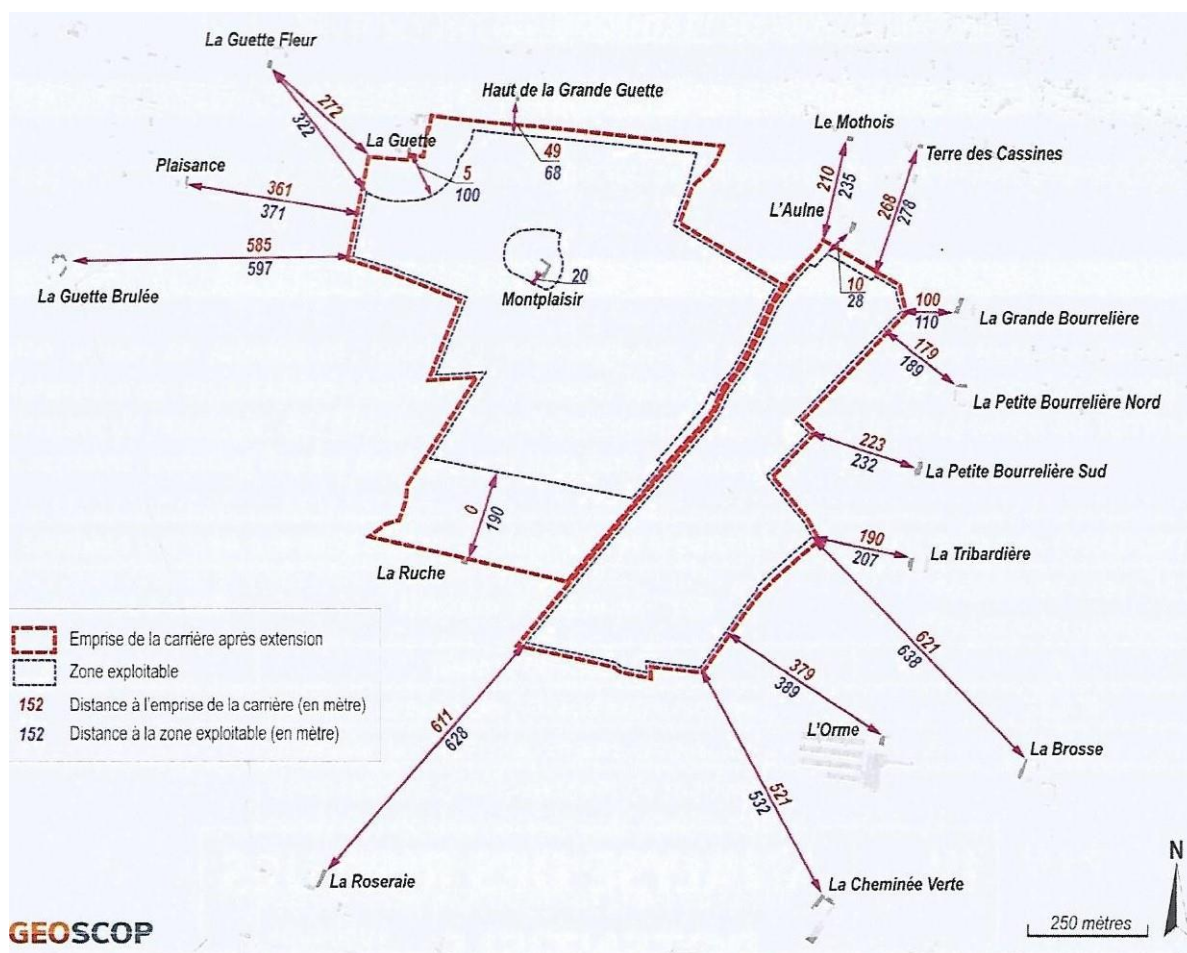 La Guette Fleur
272
322
La Guette
Haut de la Grande Guette
49
68
5
100
Le Mothois
Terre des Cassines
210
235
268
278
L'Aulne
10
28
Plaisance
361
371
585
597
La Guette Brulée
20
Montplaisir
100
110
La Grande Bourrelière
179
189
La Petite Bourrelière Nord
223
232
La Petite Bourrelière Sud
0
190
La Ruche
190
207
La Tribardière
621
638
La Brosse
379
389
L'Orme
521
532
La Cheminée Verte
611
628
La Roseraie
Emprise de la carrière après extension
Zone exploitable
152 Distance à l'emprise de la carrière (en mètre)
152 Distance à la zone exploitable (en mètre)
GEOSCOP
N
250 mètres